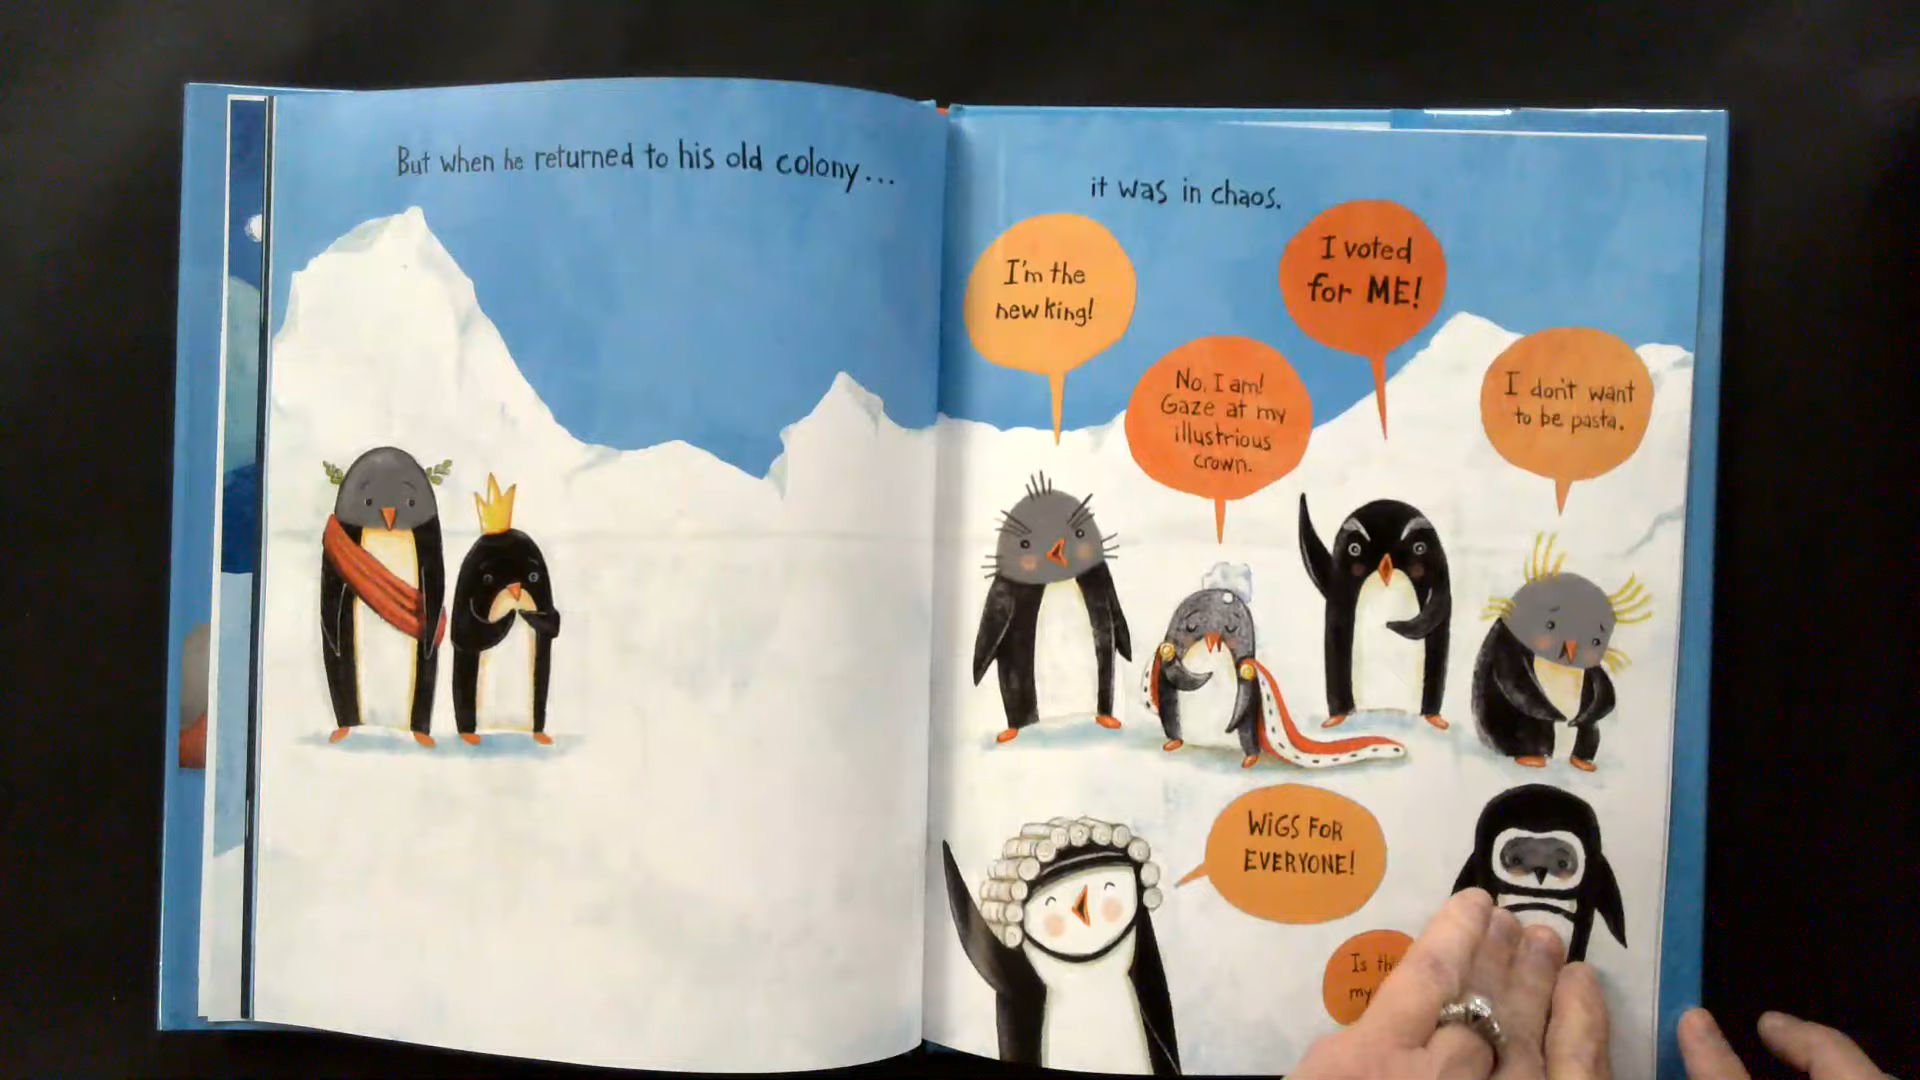 But when he returned to his old colony...
it was in chaos.
I'm the
new king!
I voted
for ME!
No, I am!
Gaze at my
illustrious
crown.
I don't want
to be pasta.
WiGS FOR
EVERYONE!
Is
my